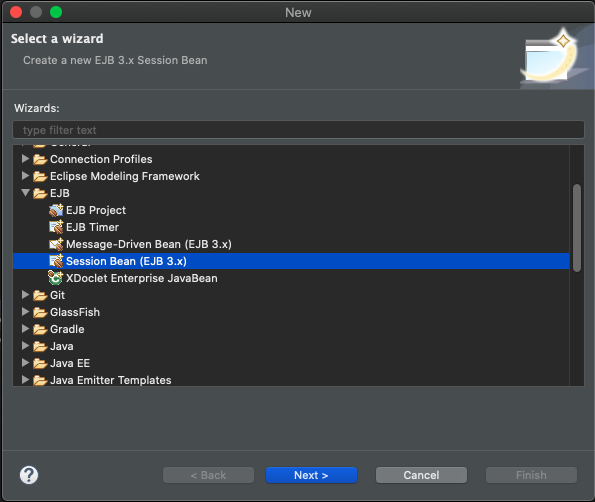 New
Select a wizard
Create a new EJB 3.x Session Bean
Wizards:
type filter text
General
Connection Profiles
Eclipse Modeling Framework
EJB
EJB Project
EJB Timer
Message-Driven Bean (EJB 3.x)
Session Bean (EJB 3.x)
XDoclet Enterprise JavaBean
Git
GlassFish
Gradle
Java
Java EE
Java Emitter Templates
? < Back Next > Cancel Finish